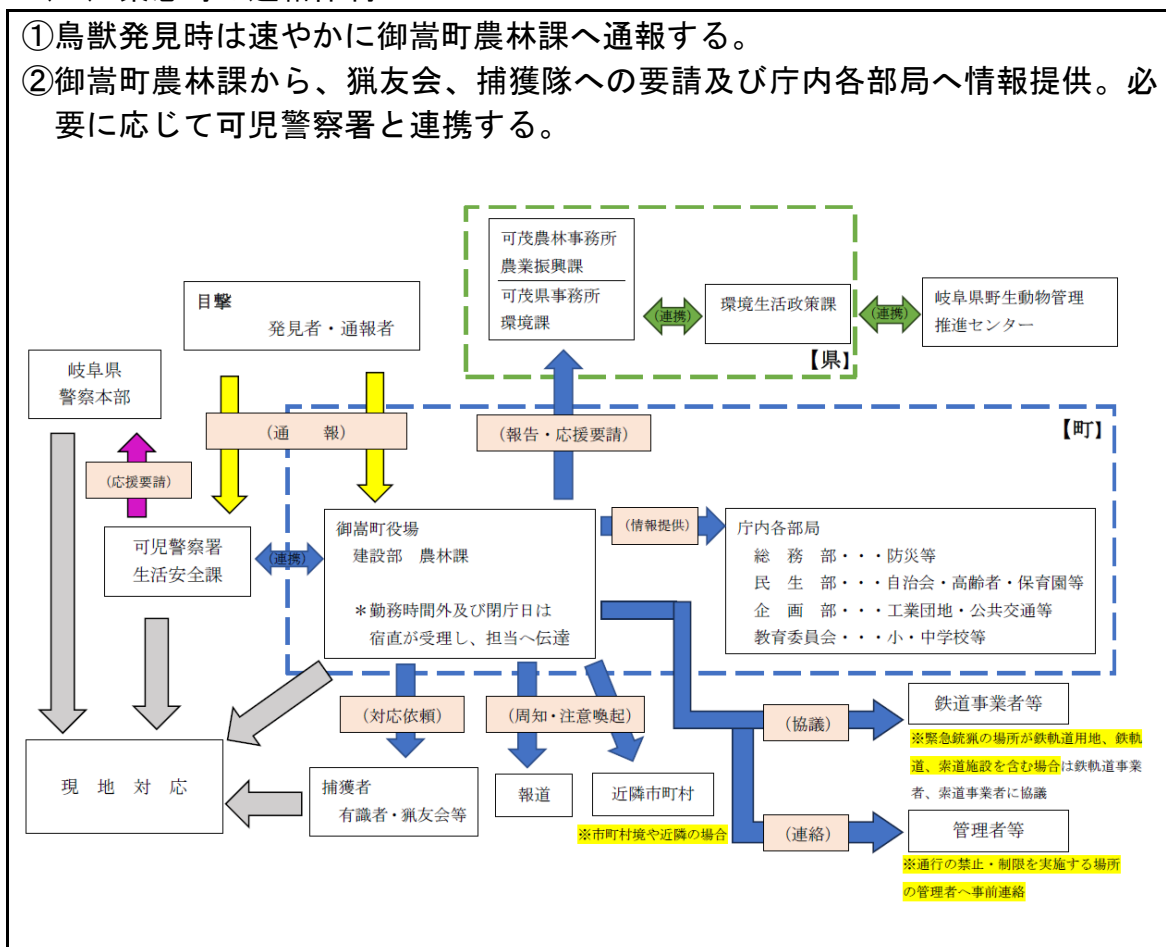 ①鳥獣発見時は速やかに御嵩町農林課へ通報する。
②御嵩町農林課から、猟友会、捕獲隊への要請及び庁内各部局へ情報提供。必
要に応じて可児警察署と連携する。
可茂農林事務所
農業振興課
可茂県事務所
環境課
(連携)
環境生活政策課
(連携)
岐阜県野生動物管理
推進センター
【県】
目撃
発見者・通報者
岐阜県
警察本部
(通 報)
(報告・応援要請)
【町】
(応援要請)
可児警察署
生活安全課
(連携)
御嵩町役場
建設部 農林課
＊勤務時間外及び閉庁日は
宿直が受理し、担当へ伝達
(情報提供)
庁内各部局
総 務 部・・・防災等
民 生 部・・・自治会・高齢者・保育園等
企 画 部・・・工業団地・公共交通等
教育委員会・・・小・中学校等
(対応依頼)
(周知・注意喚起)
(協議)
鉄道事業者等
※緊急銃猟の場所が鉄軌道用地、鉄軌
道、索道施設を含む場合は鉄軌道事業
者、索道事業者に協議
現 地 対 応
捕獲者
有識者・猟友会等
報道
近隣市町村
※市町村境や近隣の場合
(連絡)
管理者等
※通行の禁止・制限を実施する場所
の管理者へ事前連絡